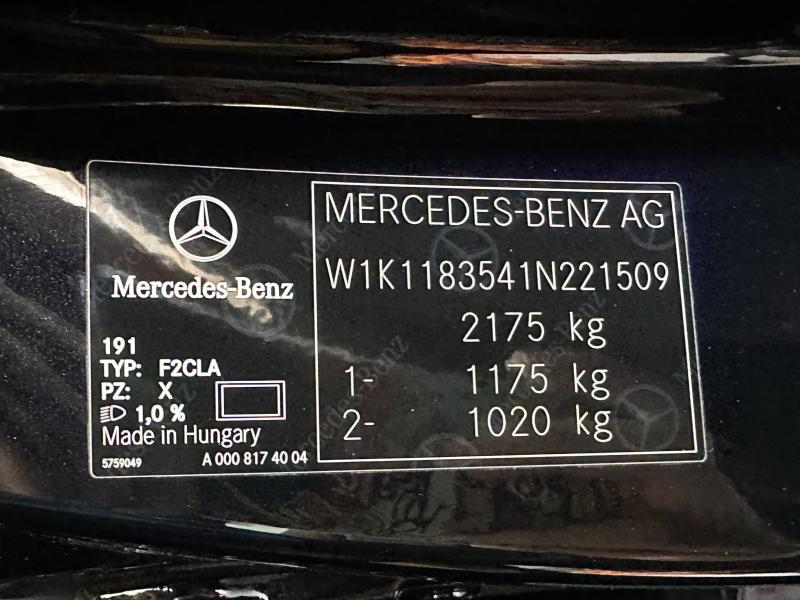 Mercedes-Benz
191
TYP: F2CLA
PZ: X
1,0 %
Made in Hungary
5759049 A 000 817 40 04
MERCEDES-BENZ AG
W1K1183541N221509
2175 kg
1- 1175 kg
2- 1020 kg